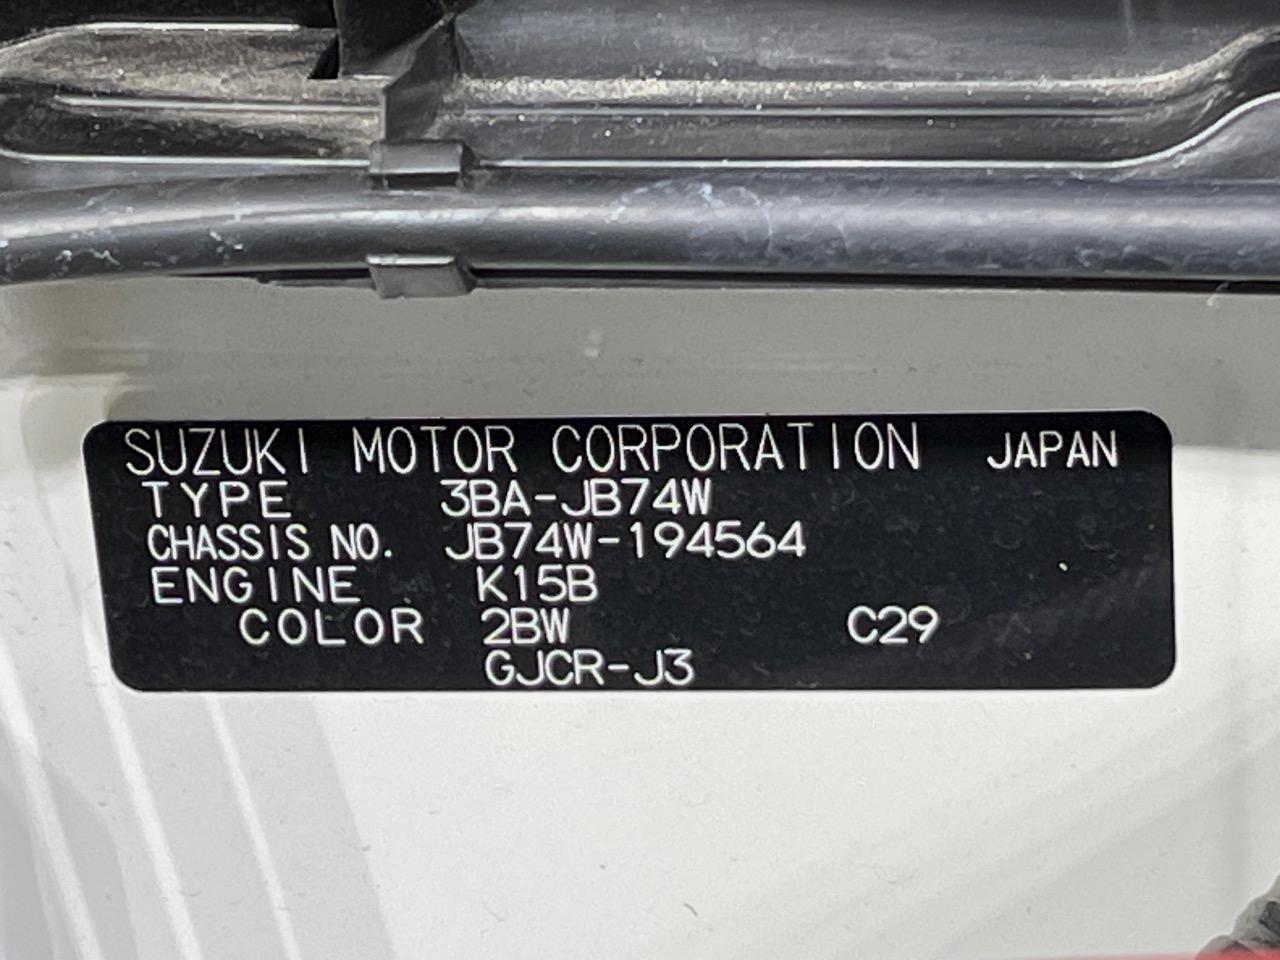 SUZUKI MOTOR CORPORATION JAPAN
TYPE 3BA-JB74W
CHASSIS NO. JB74W-194564
ENGINE K15B
COLOR 2BW C29
GJCR-J3